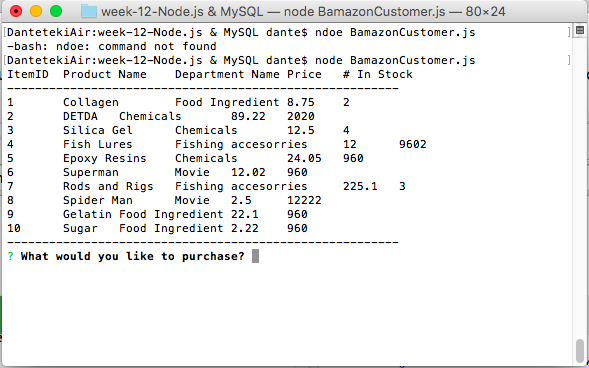 week-12-Node.js & MySQL — node BamazonCustomer.js — 80×24
[DantetekiAir:week-12-Node.js & MySQL dante$ ndoe BamazonCustomer.js ]
-bash: ndoe: command not found
[DantetekiAir:week-12-Node.js & MySQL dante$ node BamazonCustomer.js ]
ItemID  Product Name    Department Name Price   # In Stock
--------------------------------------------------------
1       Collagen        Food Ingredient 8.75    2
2       DETDA   Chemicals       89.22   2020
3       Silica Gel      Chemicals       12.5    4
4       Fish Lures      Fishing accesorries     12      9602
5       Epoxy Resins    Chemicals       24.05   960
6       Superman        Movie   12.02   960
7       Rods and Rigs   Fishing accesorries     225.1   3
8       Spider Man      Movie   2.5     12222
9       Gelatin Food Ingredient 22.1    960
10      Sugar   Food Ingredient 2.22    960
--------------------------------------------------------
? What would you like to purchase?